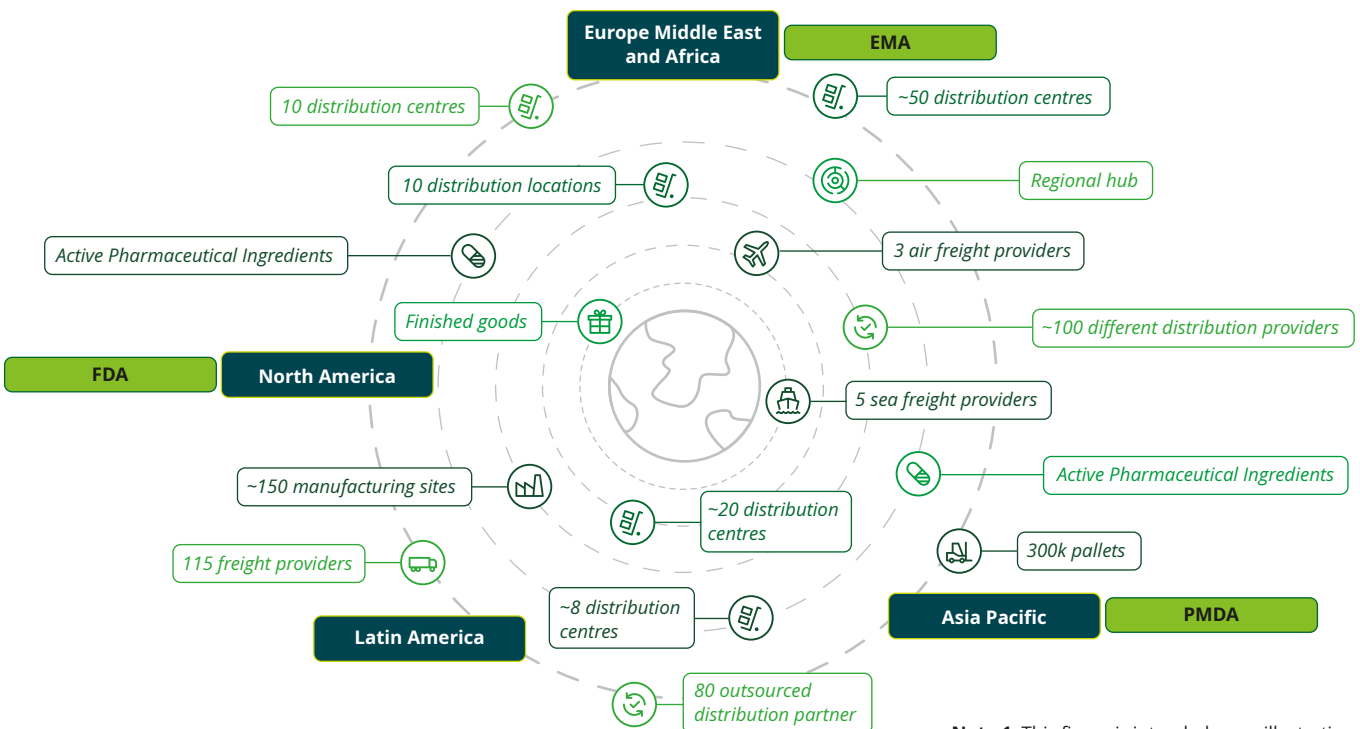 Europe Middle East
and Africa
EMA
10 distribution centres
~50 distribution centres
10 distribution locations
Regional hub
Active Pharmaceutical Ingredients
3 air freight providers
Finished goods
~100 different distribution providers
FDA
North America
5 sea freight providers
~150 manufacturing sites
Active Pharmaceutical Ingredients
~20 distribution
centres
115 freight providers
300k pallets
~8 distribution
centres
Latin America
Asia Pacific
PMDA
80 outsourced
distribution partner